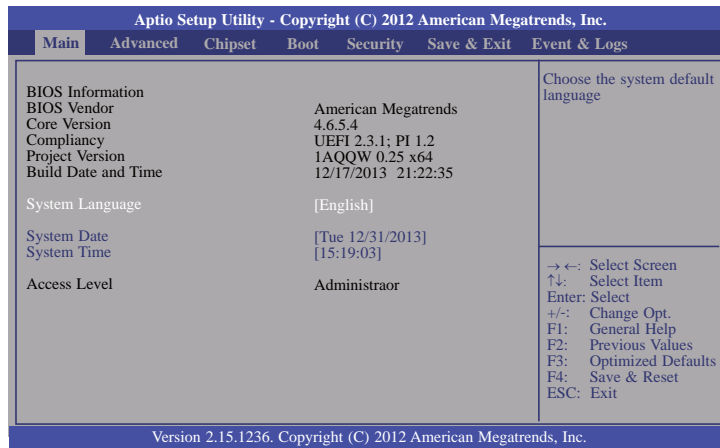 Aptio Setup Utility - Copyright (C) 2012 American Megatrends, Inc.
Main Advanced Chipset Boot Security Save & Exit Event & Logs
BIOS Information
BIOS Vendor American Megatrends
Core Version 4.6.5.4
Compliancy UEFI 2.3.1; PI 1.2
Project Version 1AQQW 0.25 x64
Build Date and Time 12/17/2013 21:22:35
System Language [English]
System Date [Tue 12/31/2013]
System Time [15:19:03]
Access Level Administraor
Choose the system default
language
→←: Select Screen
↑↓: Select Item
Enter: Select
+/-: Change Opt.
F1: General Help
F2: Previous Values
F3: Optimized Defaults
F4: Save & Reset
ESC: Exit
Version 2.15.1236. Copyright (C) 2012 American Megatrends, Inc.